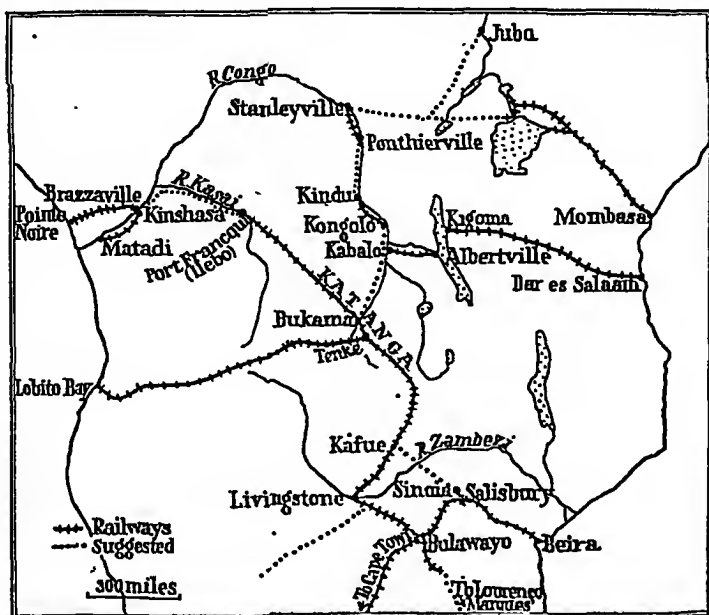 Juba
R. Congo
Stanleyville
Ponthierville
R. Kasai
Brazzaville
Pointe
Noire
Kinshasa
Matadi
Port Francqui
(Ilebo)
Kindu
Kongolo
Kabalo
Kigoma
Albertville
Mombasa
Dar es Salaam
KATANGA
Bukama
Tenke
Lobito Bay
Kafue
R. Zambezi
Livingstone
Sinoia
Salisbury
Bulawayo
Beira
To Cape Town
To Lourenço
Marques
Railways
Suggested
300 miles